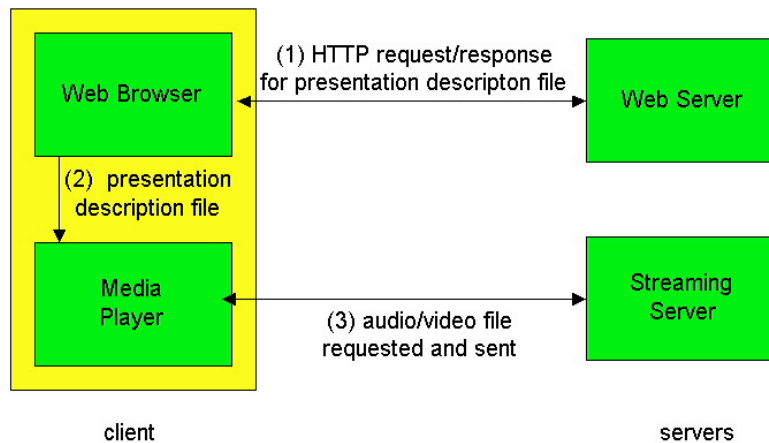 Web Browser
(1) HTTP request/response
for presentation descripton file
Web Server
(2) presentation
description file
Media
Player
(3) audio/video file
requested and sent
Streaming
Server
client
servers